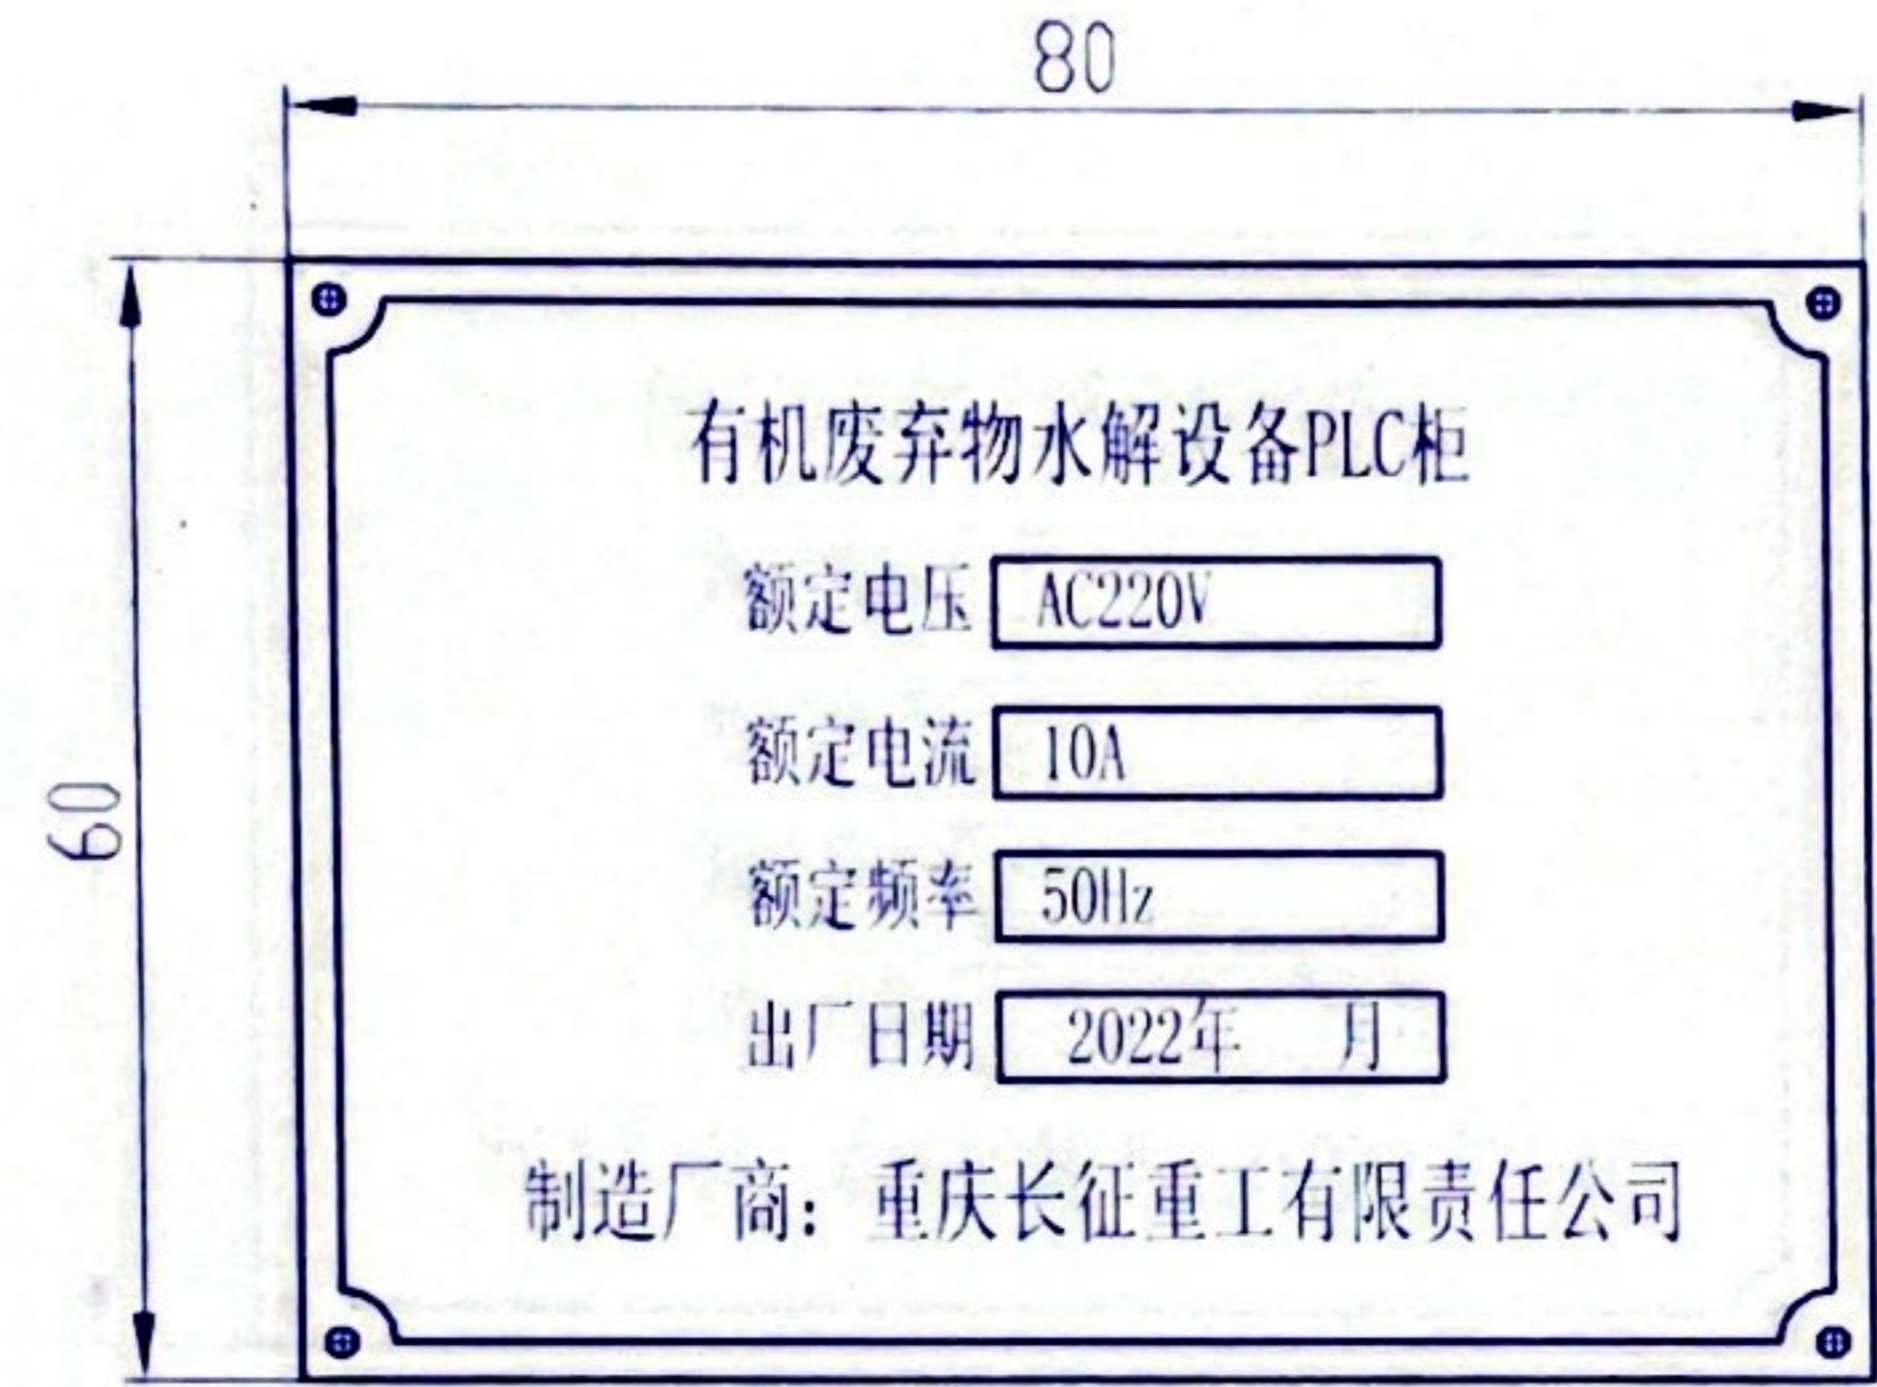 80
60
有机废弃物水解设备PLC柜
额定电压 AC220V
额定电流 10A
额定频率 50Hz
出厂日期 2022年 月
制造厂商：重庆长征重工有限责任公司